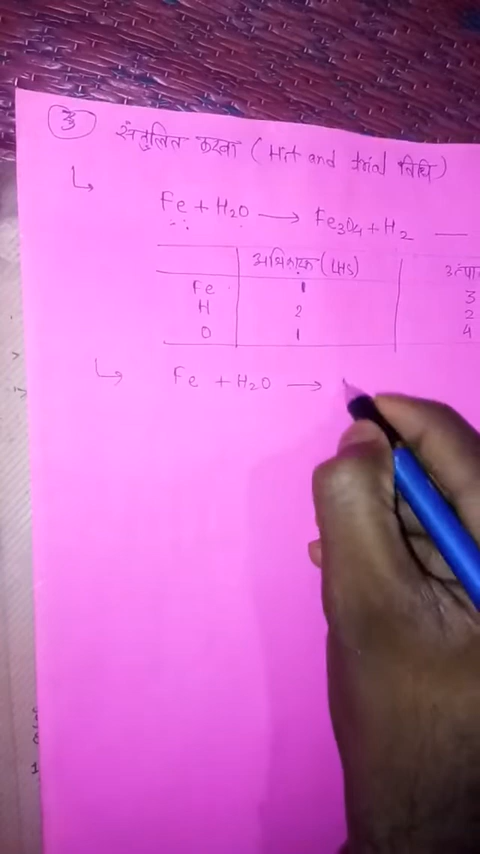 3 संतुलित करना (Hit and trial विधि)
↳ Fe + H₂O → Fe₃O₄ + H₂ —
अभिकारक (LHS) उत्पा
Fe 1 3
H 2 2
O 1 4
↳ Fe + H₂O →